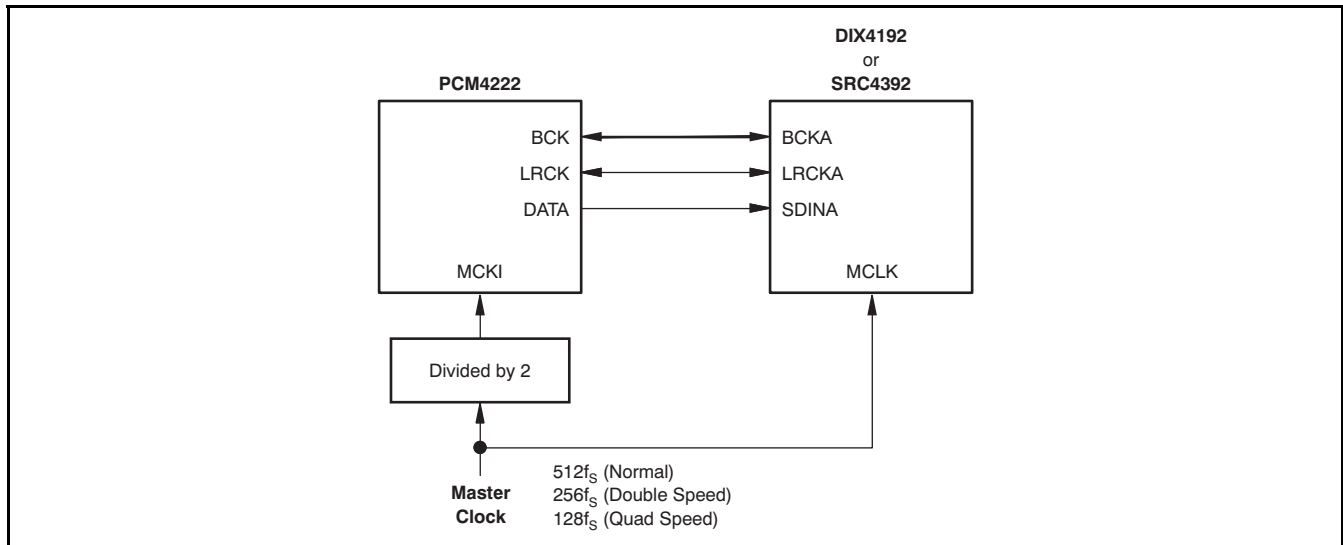 DIX4192
or
SRC4392
PCM4222
BCK
BCKA
LRCK
LRCKA
DATA
SDINA
MCKI
MCLK
Divided by 2
Master
Clock
512fS (Normal)
256fS (Double Speed)
128fS (Quad Speed)